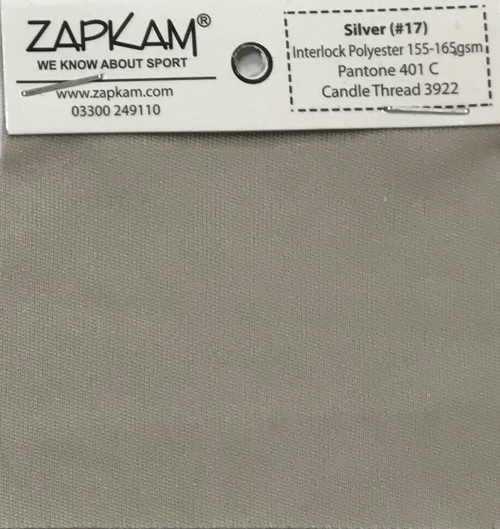 ZAPKAM®
WE KNOW ABOUT SPORT
www.zapkam.com
03300 249110
Silver (#17)
Interlock Polyester 155-165gsm
Pantone 401 C
Candle Thread 3922